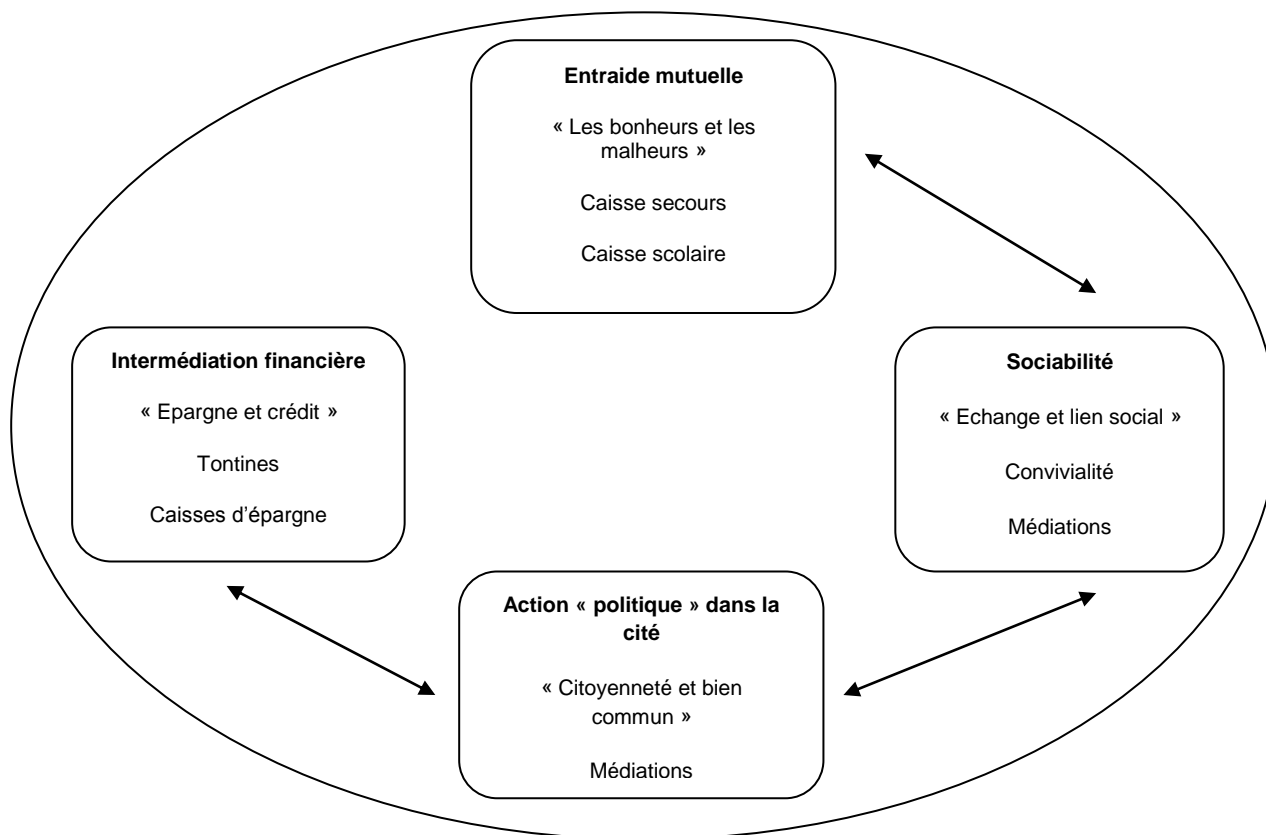 Entraide mutuelle
« Les bonheurs et les
malheurs »
Caisse secours
Caisse scolaire
Intermédiation financière
« Epargne et crédit »
Tontines
Caisses d’épargne
Sociabilité
« Echange et lien social »
Convivialité
Médiations
Action « politique » dans la
cité
« Citoyenneté et bien
commun »
Médiations